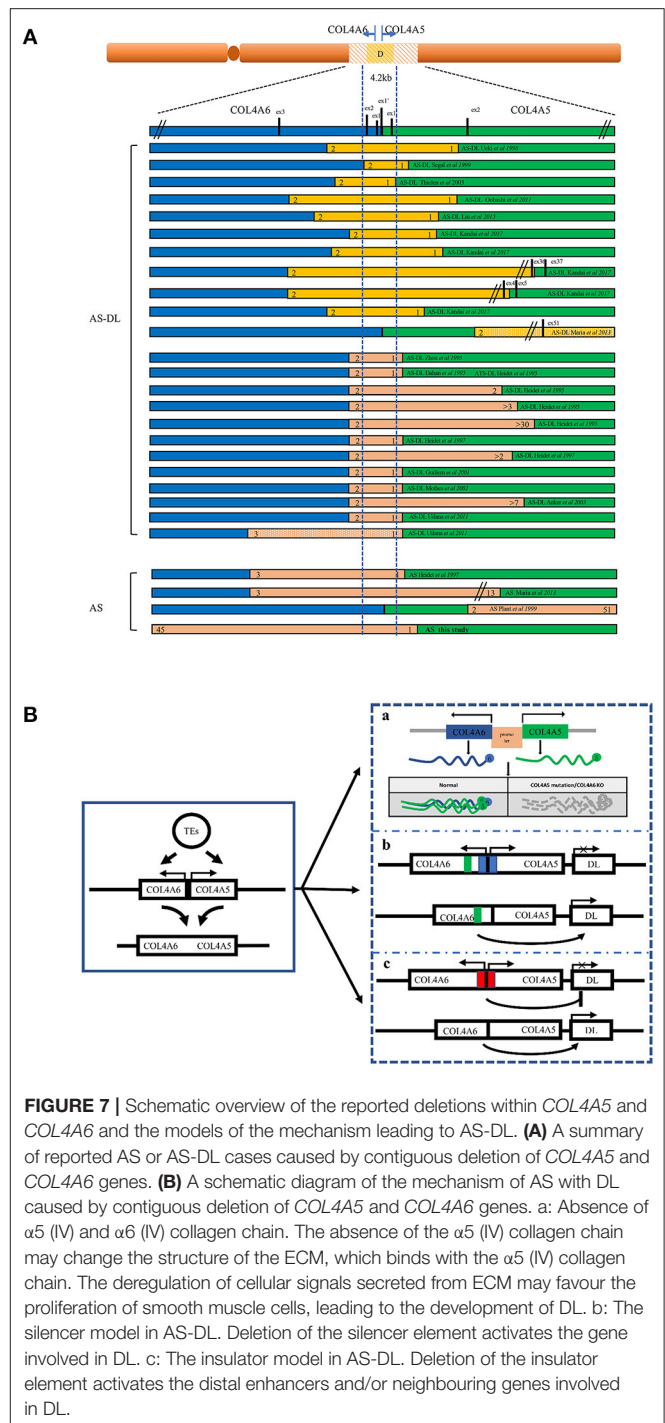 A
COL4A6 COL4A5
D
4.2kb
COL4A6 COL4A5
ex3 ex2 ex1 ex1' ex1 ex2
2 1 AS-DL Ueki et al 1998
2 1 AS-DL Segal et al 1999
2 1 AS-DL Thielen 2003
2 1 AS-DL Oohashi et al 2011
2 1 AS-DL Liu et al 2015
2 1 AS-DL Kandai 2017
2 1 AS-DL Kandai 2017
ex36 ex37
2 AS-DL Kandai et al 2017
ex4 ex5
2 AS-DL Kandai et al 2017
AS-DL
2 1 AS-DL Kandai et al 2017
ex51
2 AS-DL Maria et al 2013
2 1 AS-DL Zhou et al 1995
2 1 AS-DL Dahan et al 1995 ATS-DL Heidet et al 1995
2 2 AS-DL Heidet et al 1995
2 >3 AS-DL Heidet et al 1995
2 >30 AS-DL Heidet et al 1995
2 1 AS-DL Heidet et al 1997
2 >2 AS-DL Heidet et al 1997
2 1 AS-DL Guillem et al 2001
2 1 AS-DL Mothes et al 2002
2 >7 AS-DL Anker et al 2003
2 1 AS-DL Uliana et al 2011
3 1 AS-DL Uliana et al 2011
3 AS Heidet et al 1997
AS
3 13 AS Maria et al 2013
2 AS Plant et al 1999 51
45 1 AS this study
B
TEs
COL4A6 COL4A5
COL4A6 COL4A5
a
COL4A6 promo COL4A5
ter
6 5
Normal COL4A5 mutation/COL4A6 KO
b
COL4A6 COL4A5 DL
COL4A6 COL4A5 DL
c
COL4A6 COL4A5 DL
COL4A6 COL4A5 DL
FIGURE 7 | Schematic overview of the reported deletions within COL4A5 and
COL4A6 and the models of the mechanism leading to AS-DL. (A) A summary
of reported AS or AS-DL cases caused by contiguous deletion of COL4A5 and
COL4A6 genes. (B) A schematic diagram of the mechanism of AS with DL
caused by contiguous deletion of COL4A5 and COL4A6 genes. a: Absence of
α5 (IV) and α6 (IV) collagen chain. The absence of the α5 (IV) collagen chain
may change the structure of the ECM, which binds with the α5 (IV) collagen
chain. The deregulation of cellular signals secreted from ECM may favour the
proliferation of smooth muscle cells, leading to the development of DL. b: The
silencer model in AS-DL. Deletion of the silencer element activates the gene
involved in DL. c: The insulator model in AS-DL. Deletion of the insulator
element activates the distal enhancers and/or neighbouring genes involved
in DL.